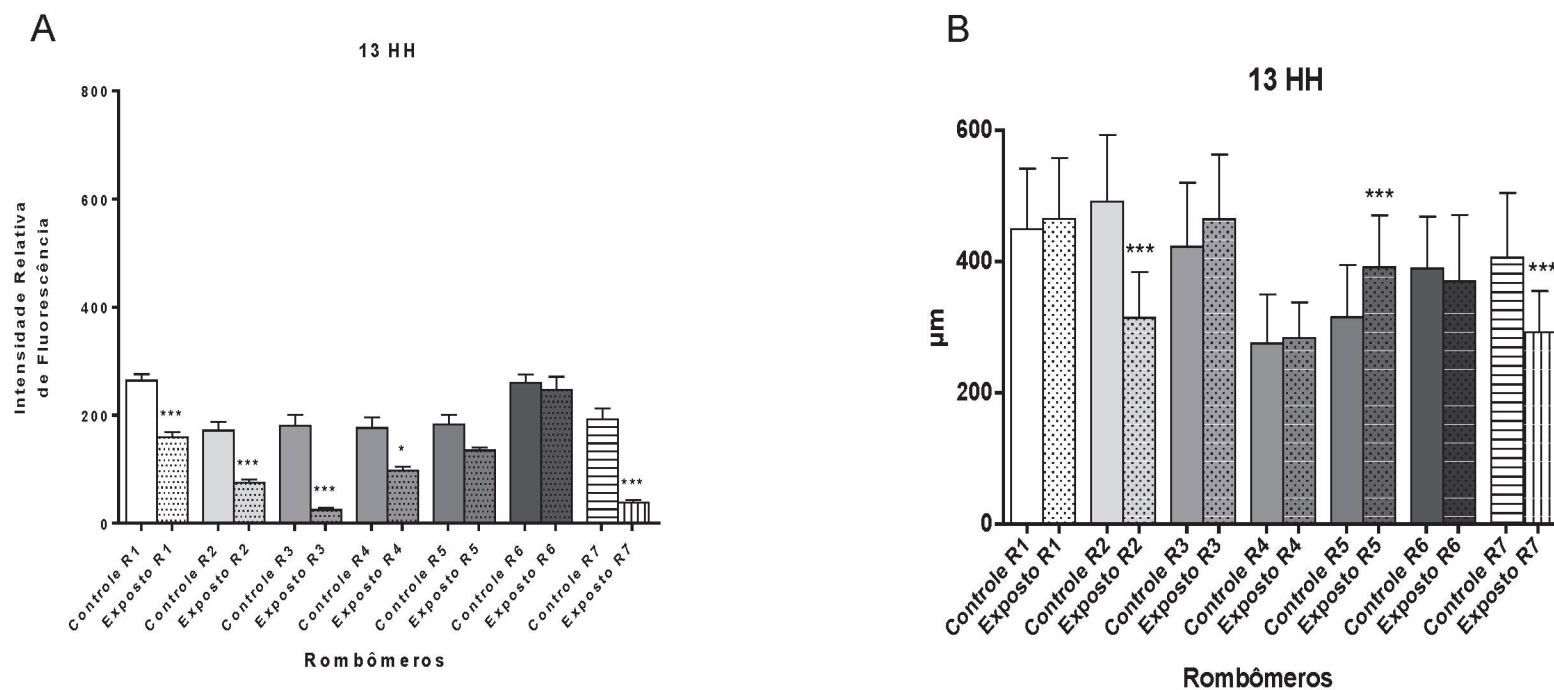 A
13 HH
800
600
400
200
0
Intensidade Relativa
de Fluorescência
***
***
***
*
***
Controle R1
Exposto R1
Controle R2
Exposto R2
Controle R3
Exposto R3
Controle R4
Exposto R4
Controle R5
Exposto R5
Controle R6
Exposto R6
Controle R7
Exposto R7
Rombômeros
B
13 HH
600
400
200
0
µm
***
***
***
Controle R1
Exposto R1
Controle R2
Exposto R2
Controle R3
Exposto R3
Controle R4
Exposto R4
Controle R5
Exposto R5
Controle R6
Exposto R6
Controle R7
Exposto R7
Rombômeros